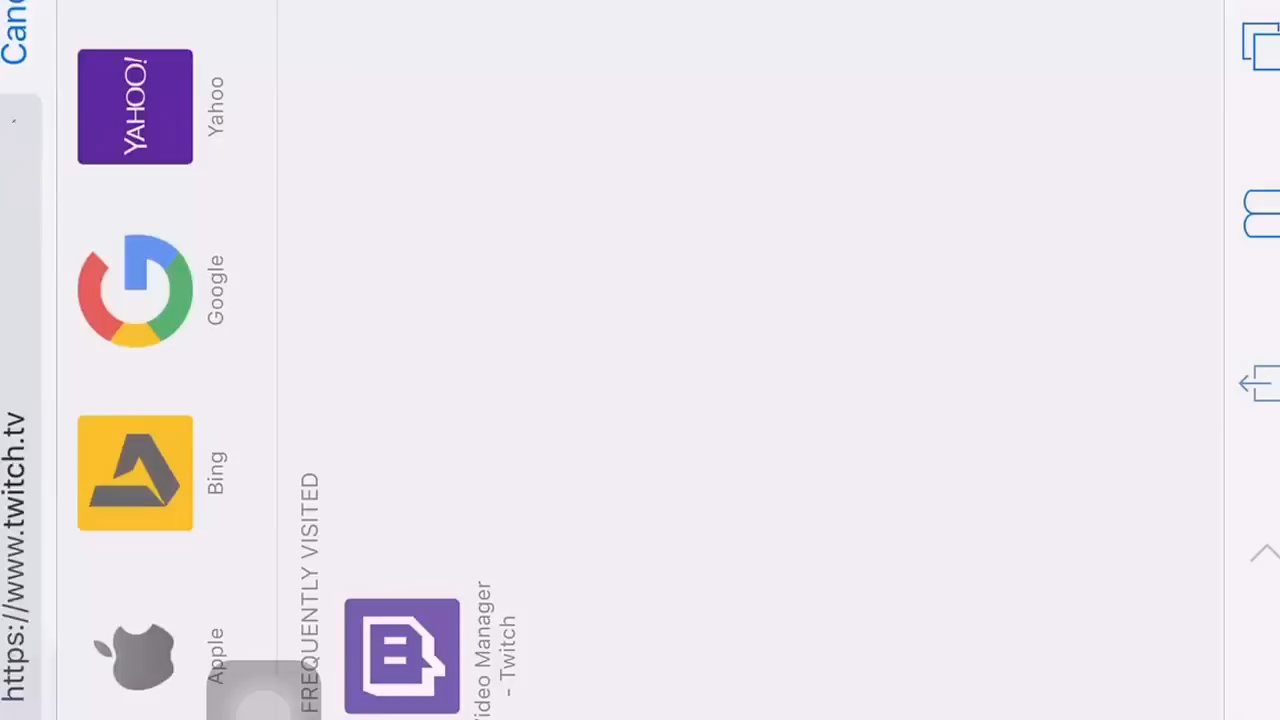 https://www.twitch.tv
Canc
Apple
Bing
Google
YAHOO!
Yahoo
FREQUENTLY VISITED
ideo Manager
- Twitch